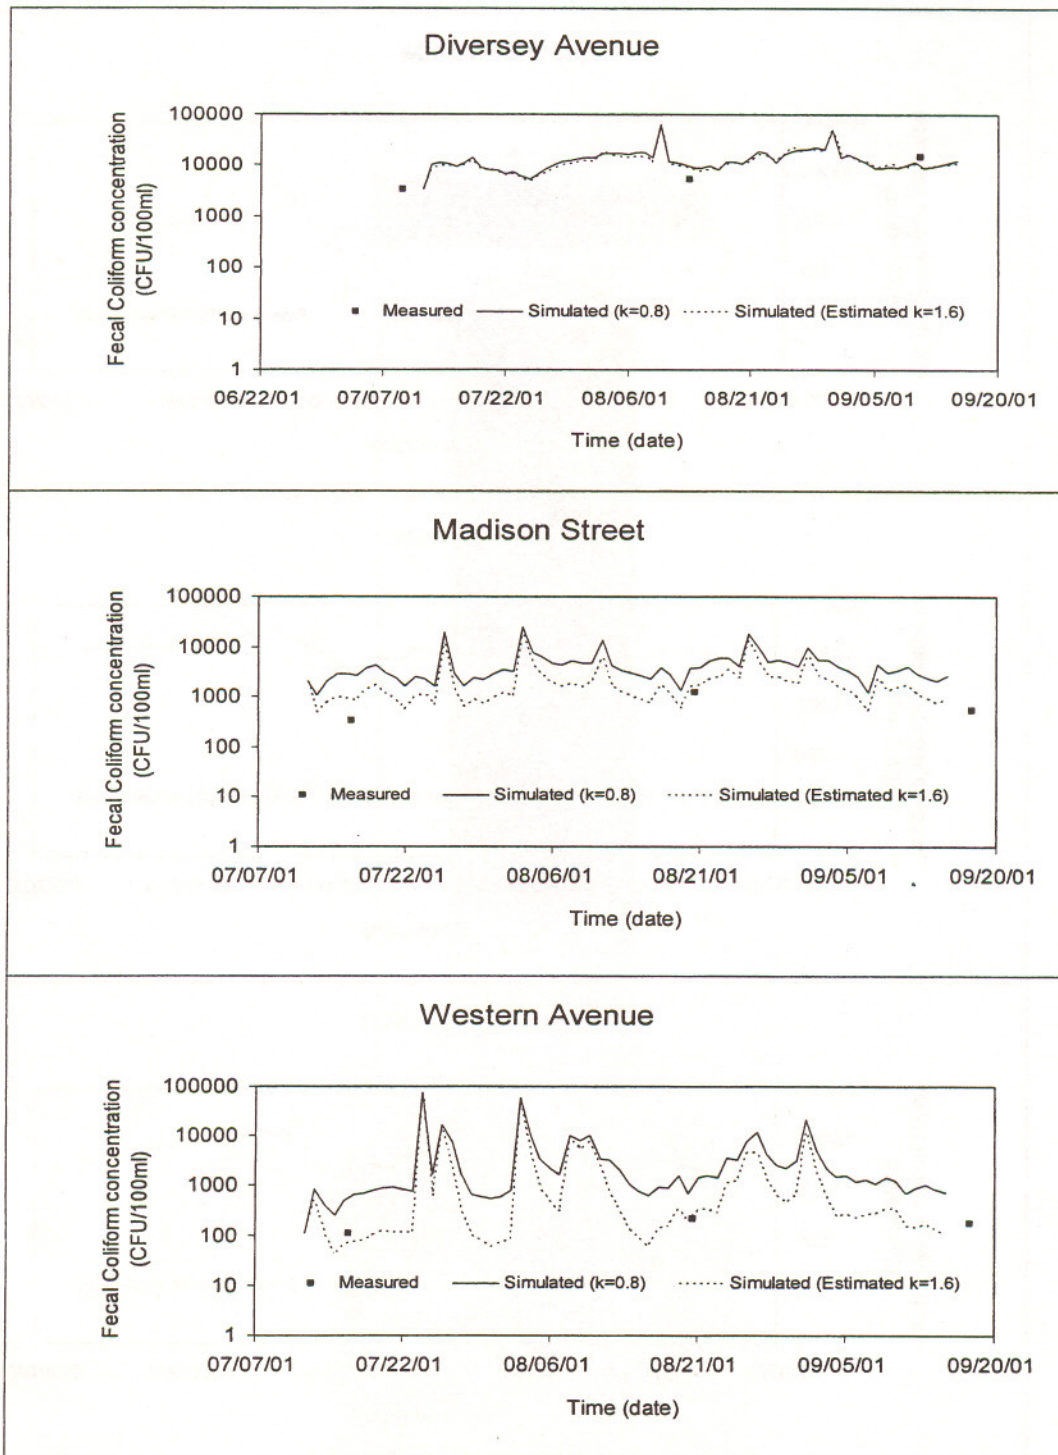 Diversey Avenue
Fecal Coliform concentration
(CFU/100ml)
100000
10000
1000
100
10
1
Measured
Simulated (k=0.8)
Simulated (Estimated k=1.6)
06/22/01 07/07/01 07/22/01 08/06/01 08/21/01 09/05/01 09/20/01
Time (date)
Madison Street
Fecal Coliform concentration
(CFU/100ml)
100000
10000
1000
100
10
1
Measured
Simulated (k=0.8)
Simulated (Estimated k=1.6)
07/07/01 07/22/01 08/06/01 08/21/01 09/05/01 09/20/01
Time (date)
Western Avenue
Fecal Coliform concentration
(CFU/100ml)
100000
10000
1000
100
10
1
Measured
Simulated (k=0.8)
Simulated (Estimated k=1.6)
07/07/01 07/22/01 08/06/01 08/21/01 09/05/01 09/20/01
Time (date)